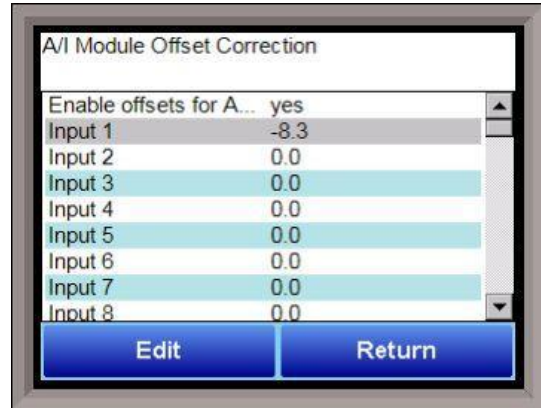 A/I Module Offset Correction
Enable offsets for A... yes
Input 1 -8.3
Input 2 0.0
Input 3 0.0
Input 4 0.0
Input 5 0.0
Input 6 0.0
Input 7 0.0
Input 8 0.0
Edit Return